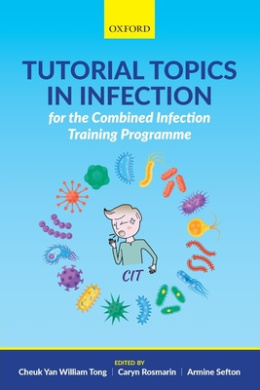 OXFORD
TUTORIAL TOPICS
IN INFECTION
for the Combined Infection
Training Programme
CIT
EDITED BY
Cheuk Yan William Tong | Caryn Rosmarin | Armine Sefton